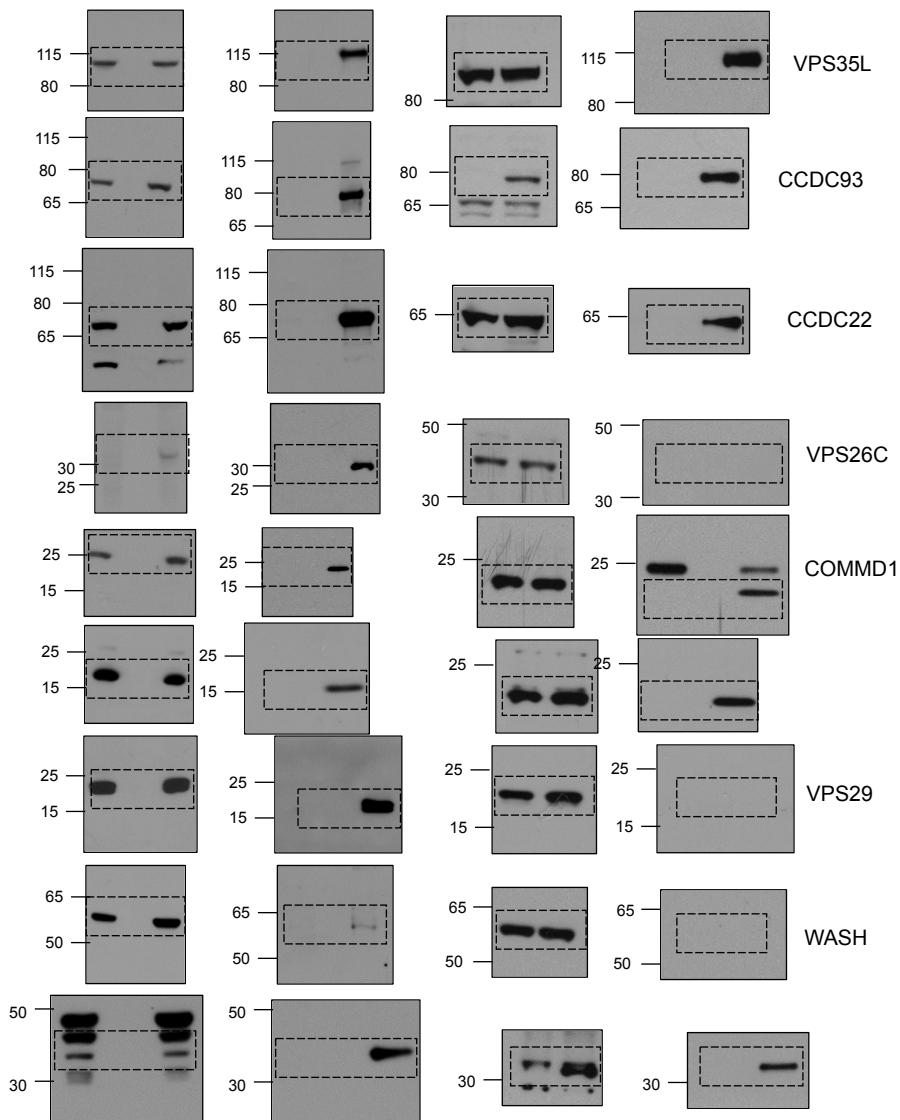 115 115 115 VPS35L
80 80 80 80
115
80 115 80 80 CCDC93
65 80 65 65
65
115 115
80 80 65 65 CCDC22
65 65
50 50
30 30 VPS26C
25 25 30 30
25 25 25 25 COMMD1
15 15
25 25 25 25
15 15
25 25 25 25 VPS29
15 15 15 15
65 65 65 65 WASH
50 50 50 50
50 50
30 30 30 30